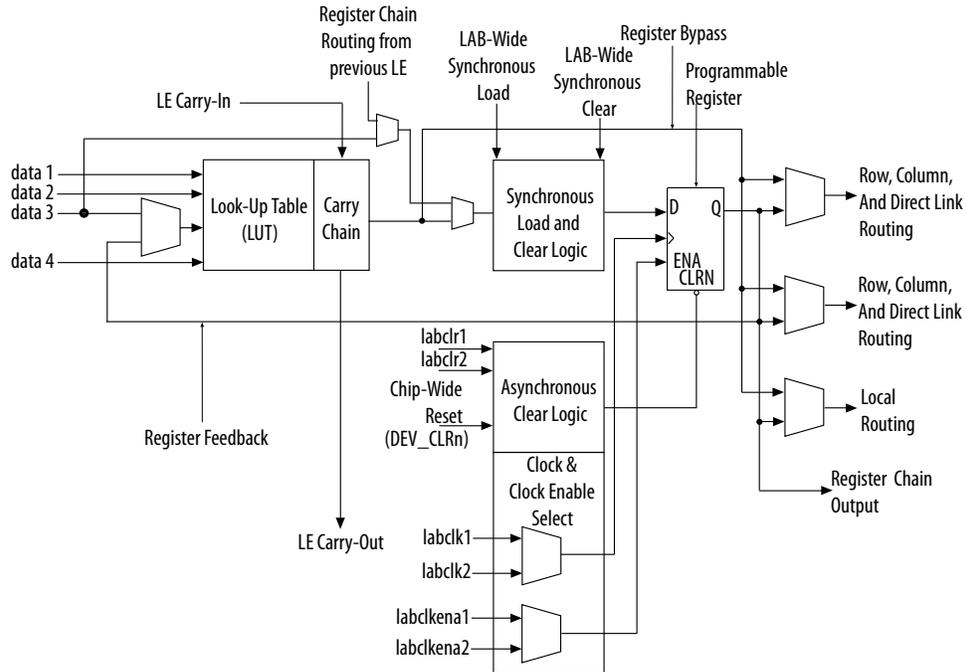 Register Chain
Routing from
previous LE
LAB-Wide
Synchronous
Load
LAB-Wide
Synchronous
Clear
Register Bypass
Programmable
Register
LE Carry-In
data 1
data 2
data 3
data 4
Look-Up Table
(LUT)
Carry
Chain
Synchronous
Load and
Clear Logic
D Q
ENA
CLRN
Row, Column,
And Direct Link
Routing
Row, Column,
And Direct Link
Routing
Local
Routing
Register Chain
Output
labclr1
labclr2
Chip-Wide
Reset
(DEV_CLRn)
Asynchronous
Clear Logic
Register Feedback
Clock &
Clock Enable
Select
LE Carry-Out
labclk1
labclk2
labclkena1
labclkena2